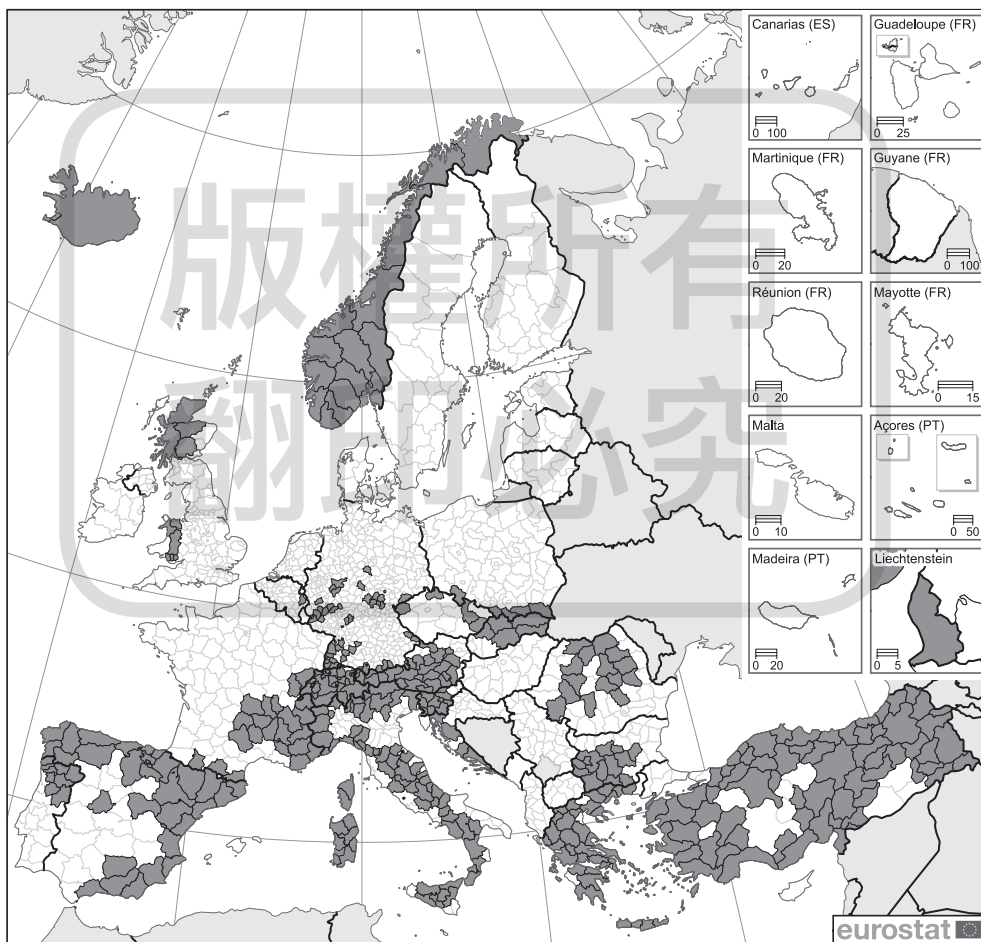 Canarias (ES)
0 100
Guadeloupe (FR)
0 25
Martinique (FR)
0 20
Guyane (FR)
0 100
Réunion (FR)
0 20
Mayotte (FR)
0 15
Malta
0 10
Açores (PT)
0 50
Madeira (PT)
0 20
Liechtenstein
0 5
版權所有
翻印必究
eurostat